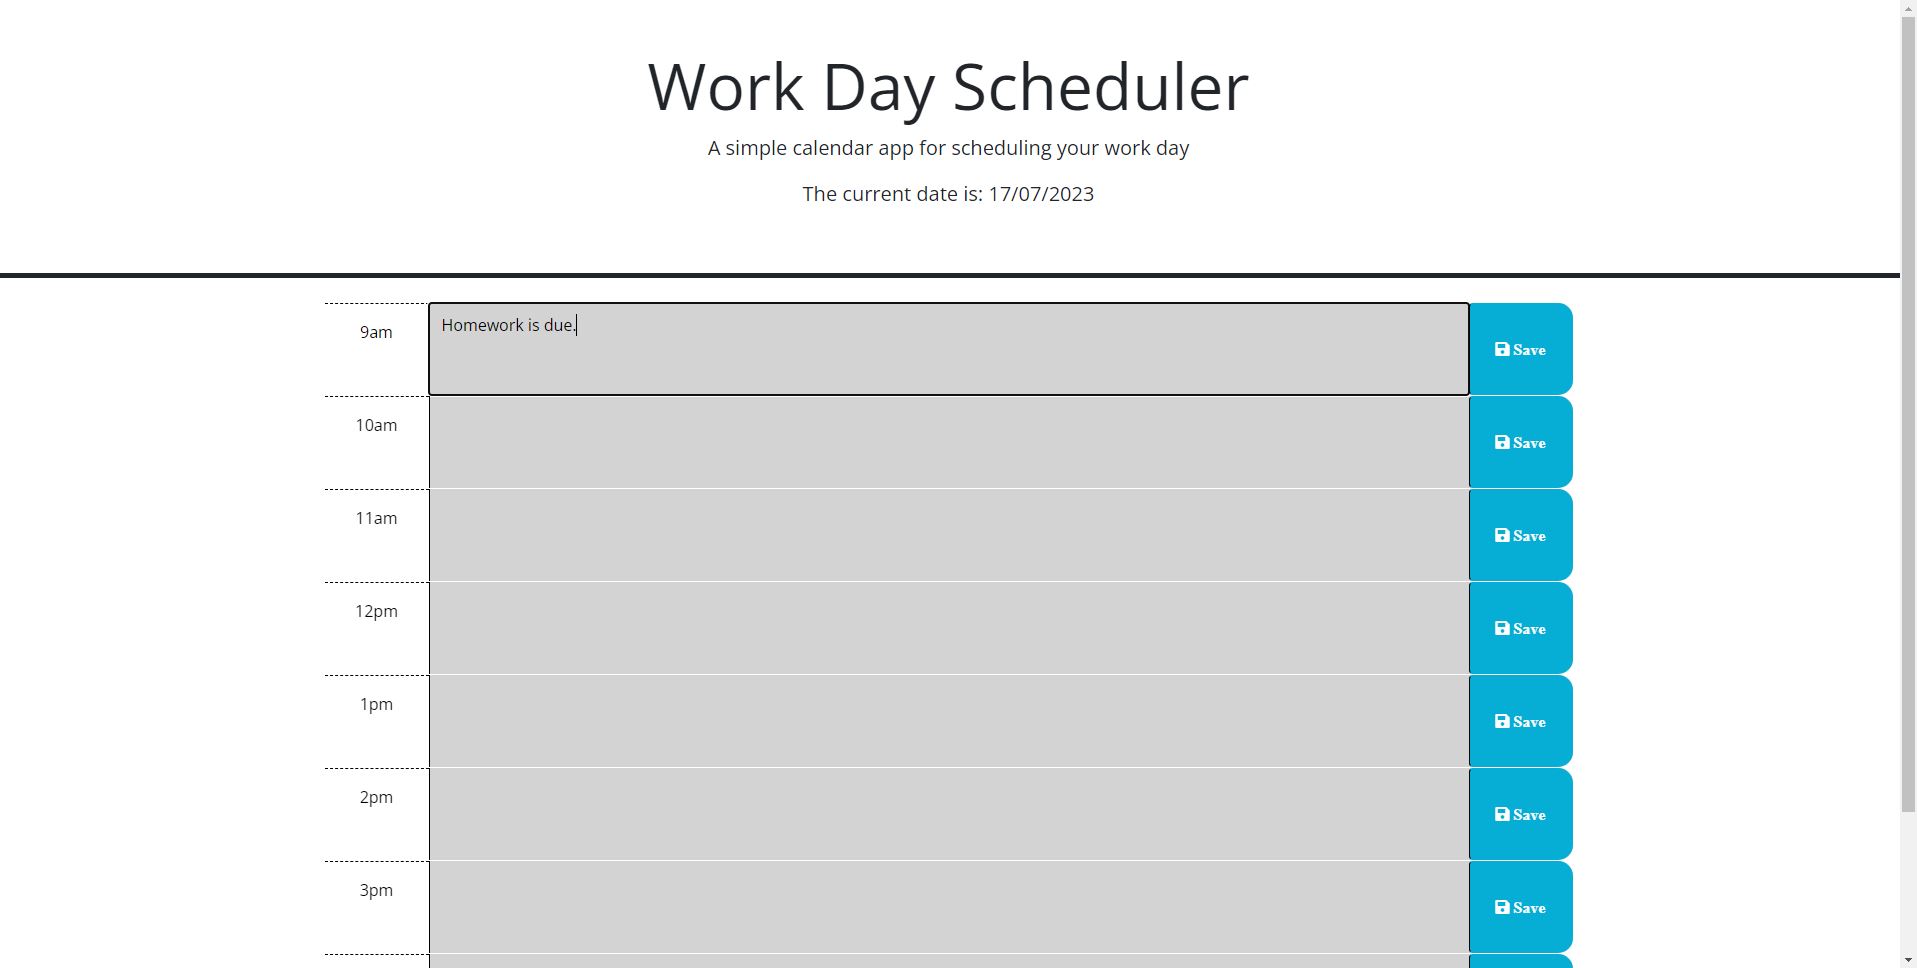 Work Day Scheduler
A simple calendar app for scheduling your work day
The current date is: 17/07/2023
9am
Homework is due.
Save
10am
Save
11am
Save
12pm
Save
1pm
Save
2pm
Save
3pm
Save